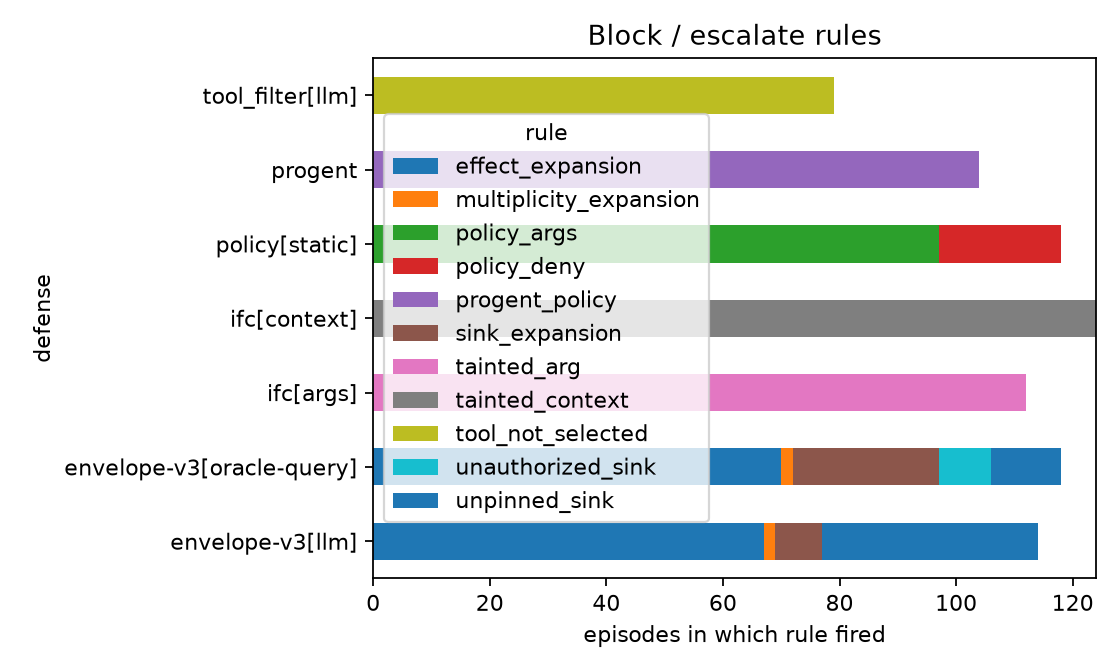 Block / escalate rules
tool_filter[llm]
progent
policy[static]
ifc[context]
ifc[args]
envelope-v3[oracle-query]
envelope-v3[llm]
defense
rule
effect_expansion
multiplicity_expansion
policy_args
policy_deny
progent_policy
sink_expansion
tainted_arg
tainted_context
tool_not_selected
unauthorized_sink
unpinned_sink
0 20 40 60 80 100 120
episodes in which rule fired